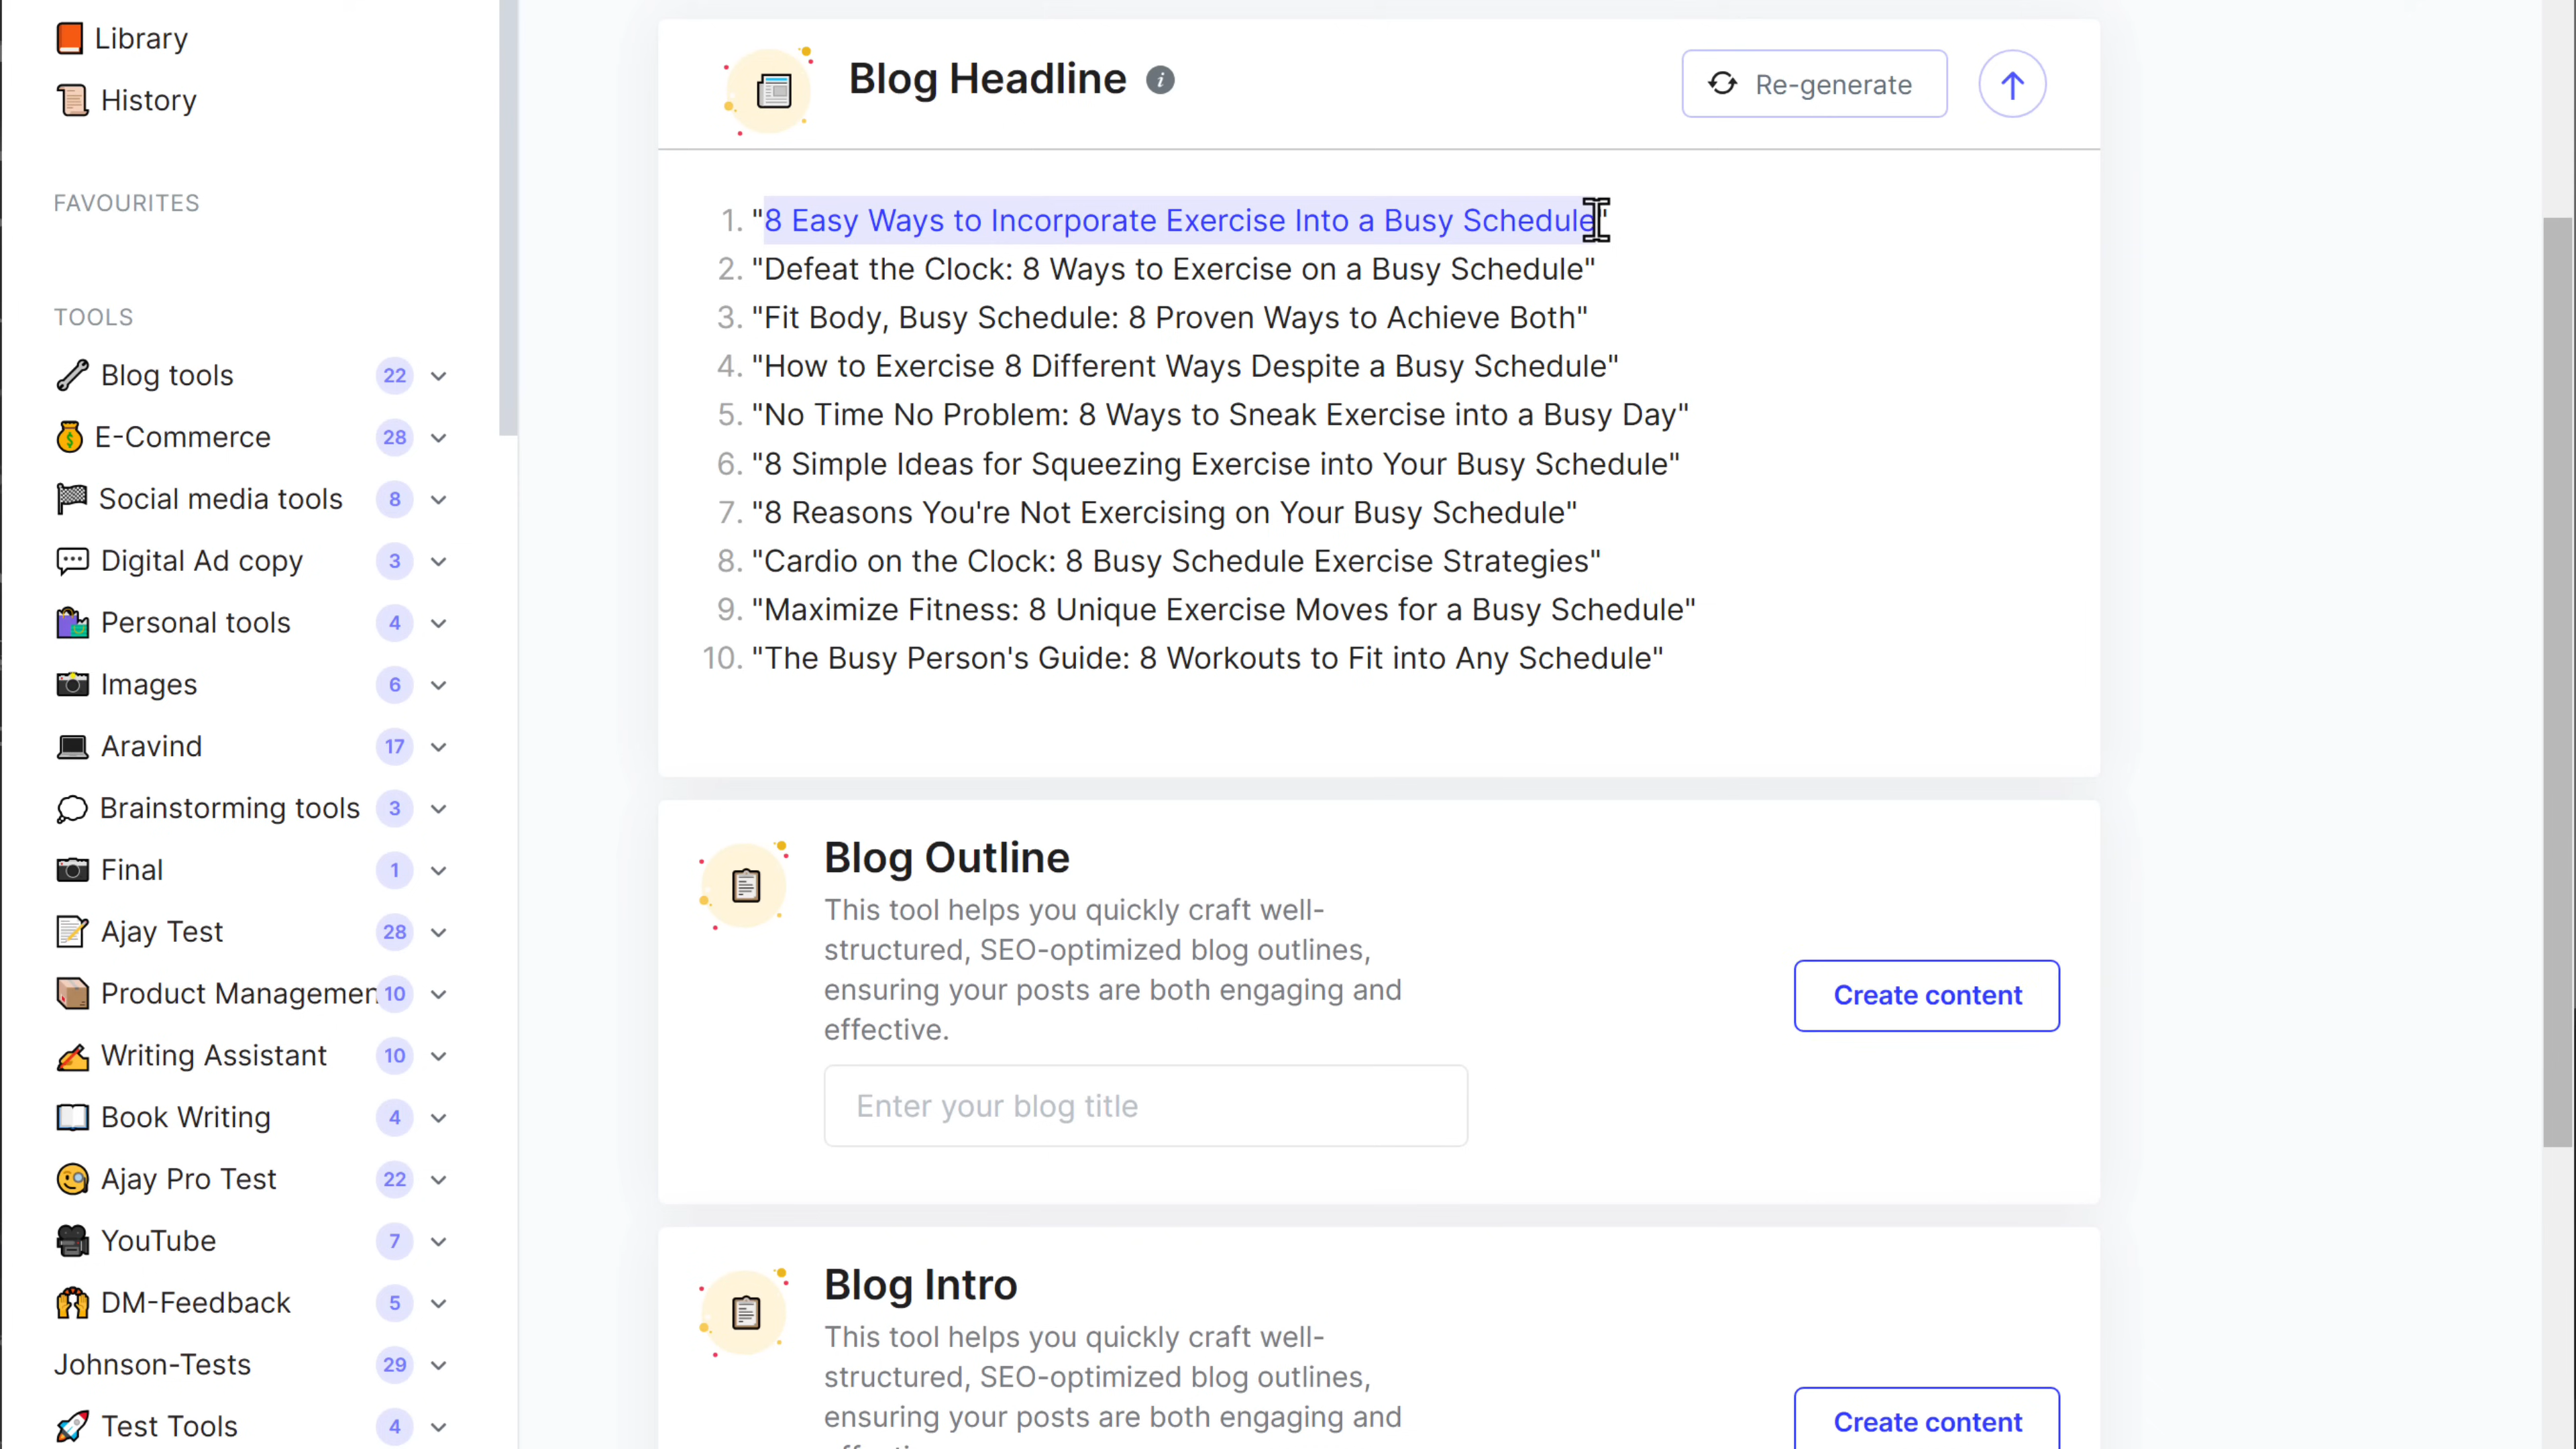 Library
History
FAVOURITES
TOOLS
Blog tools 22
E-Commerce 28
Social media tools 8
Digital Ad copy 3
Personal tools 4
Images 6
Aravind 17
Brainstorming tools 3
Final 1
Ajay Test 28
Product Managemen 10
Writing Assistant 10
Book Writing 4
Ajay Pro Test 22
YouTube 7
DM-Feedback 5
Johnson-Tests 29
Test Tools 4
Blog Headline
Re-generate
1. "8 Easy Ways to Incorporate Exercise Into a Busy Schedule"
2. "Defeat the Clock: 8 Ways to Exercise on a Busy Schedule"
3. "Fit Body, Busy Schedule: 8 Proven Ways to Achieve Both"
4. "How to Exercise 8 Different Ways Despite a Busy Schedule"
5. "No Time No Problem: 8 Ways to Sneak Exercise into a Busy Day"
6. "8 Simple Ideas for Squeezing Exercise into Your Busy Schedule"
7. "8 Reasons You're Not Exercising on Your Busy Schedule"
8. "Cardio on the Clock: 8 Busy Schedule Exercise Strategies"
9. "Maximize Fitness: 8 Unique Exercise Moves for a Busy Schedule"
10. "The Busy Person's Guide: 8 Workouts to Fit into Any Schedule"
Blog Outline
This tool helps you quickly craft well-
structured, SEO-optimized blog outlines,
ensuring your posts are both engaging and
effective.
Create content
Enter your blog title
Blog Intro
This tool helps you quickly craft well-
structured, SEO-optimized blog outlines,
ensuring your posts are both engaging and
Create content